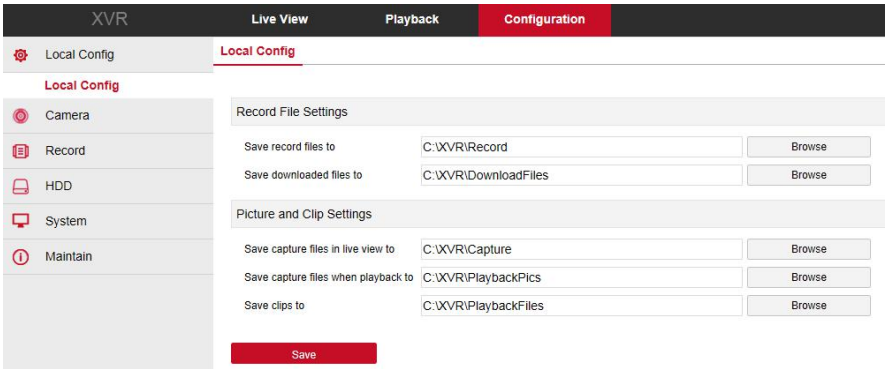 XVR Live View Playback Configuration
Local Config
Local Config
Camera
Record
HDD
System
Maintain
Local Config
Record File Settings
Save record files to C:\XVR\Record Browse
Save downloaded files to C:\XVR\DownloadFiles Browse
Picture and Clip Settings
Save capture files in live view to C:\XVR\Capture Browse
Save capture files when playback to C:\XVR\PlaybackPics Browse
Save clips to C:\XVR\PlaybackFiles Browse
Save